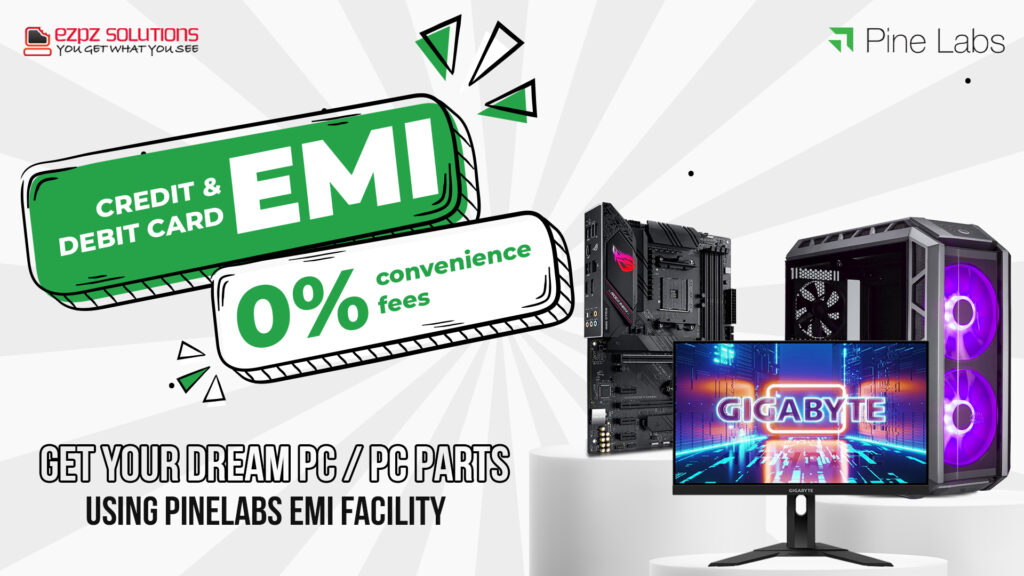 ezpz solutions
YOU GET WHAT YOU SEE
Pine Labs
CREDIT &
DEBIT CARD
EMI
0%
convenience
fees
GET YOUR DREAM PC / PC PARTS
USING PINELABS EMI FACILITY
GIGABYTE
GIGABYTE